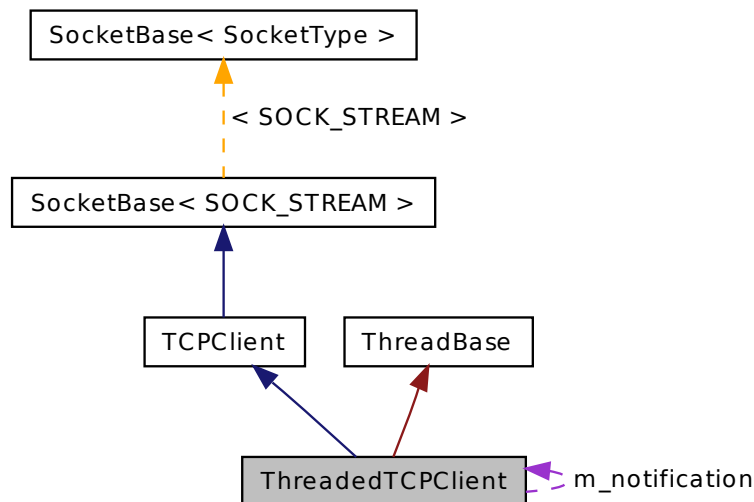 SocketBase< SocketType >
< SOCK_STREAM >
SocketBase< SOCK_STREAM >
TCPClient
ThreadBase
ThreadedTCPClient
m_notification